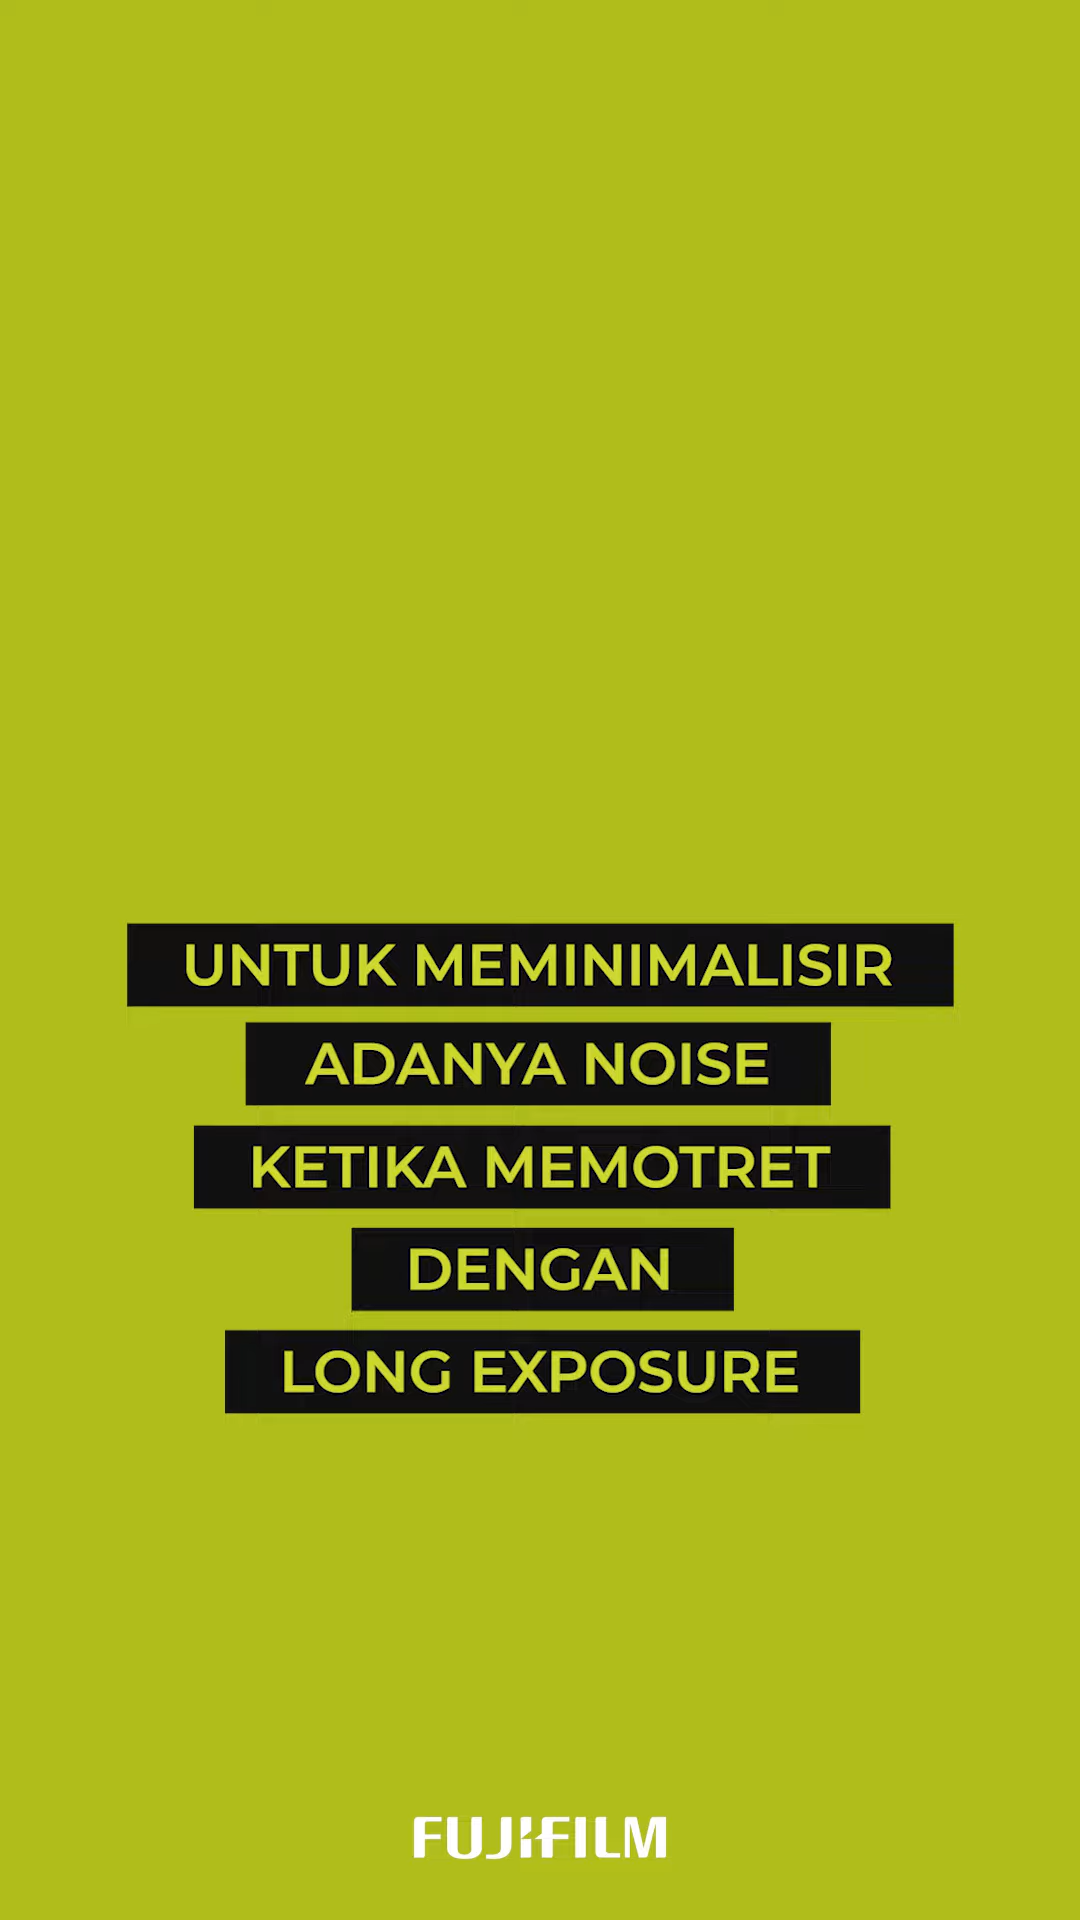 UNTUK MEMINIMALISIR
ADANYA NOISE
KETIKA MEMOTRET
DENGAN
LONG EXPOSURE
FUJIFILM